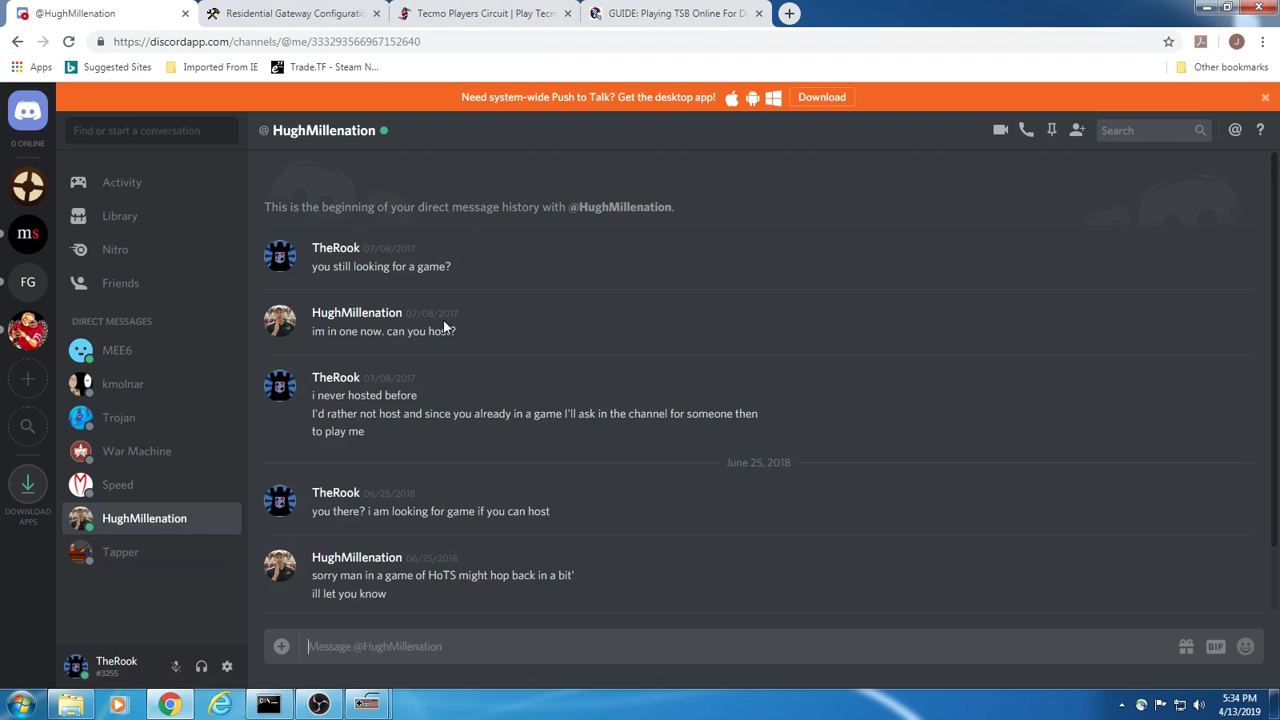 @HughMillenation
Residential Gateway Configurati
Tecmo Players Circuit | Play Tecm
GUIDE: Playing TSB Online For D
https://discordapp.com/channels/@me/333293566967152640
J
Apps
Suggested Sites
Imported From IE
Trade.TF - Steam N...
Other bookmarks
Need system-wide Push to Talk? Get the desktop app!
Download
Find or start a conversation
@ HughMillenation
Search
0 ONLINE
ms
FG
DOWNLOAD
APPS
Activity
Library
Nitro
Friends
DIRECT MESSAGES
MEE6
kmolnar
Trojan
War Machine
Speed
HughMillenation
Tapper
TheRook
#3255
This is the beginning of your direct message history with @HughMillenation.
TheRook 07/08/2017
you still looking for a game?
HughMillenation 07/08/2017
im in one now. can you host?
TheRook 07/08/2017
i never hosted before
I'd rather not host and since you already in a game I'll ask in the channel for someone then
to play me
June 25, 2018
TheRook 06/25/2018
you there? i am looking for game if you can host
HughMillenation 06/25/2018
sorry man in a game of HoTS might hop back in a bit'
ill let you know
Message @HughMillenation
GIF
5:34 PM
4/13/2019